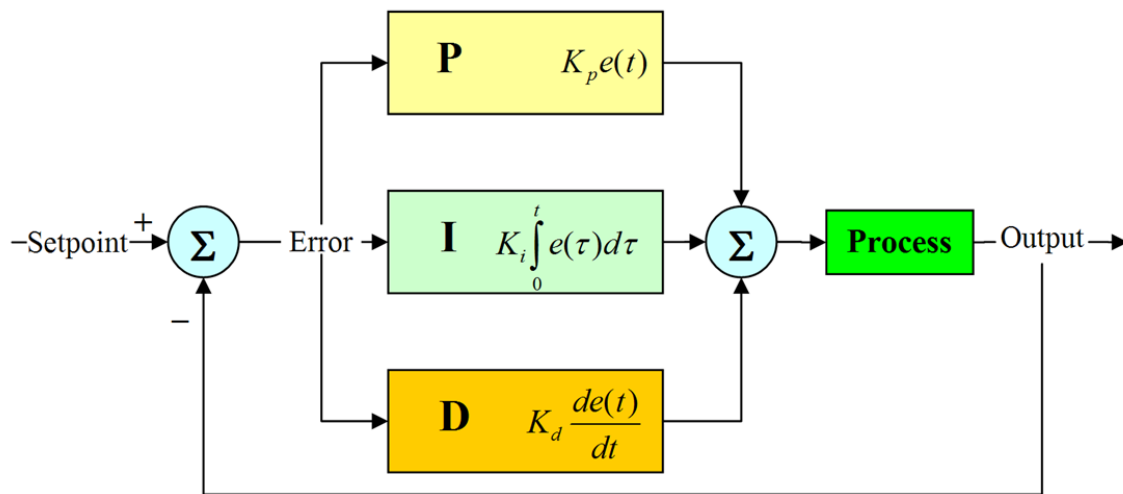 P K_p e(t)
+
Setpoint Σ Error I K_i ∫_0^t e(τ)dτ Σ Process Output
−
D K_d de(t)/dt